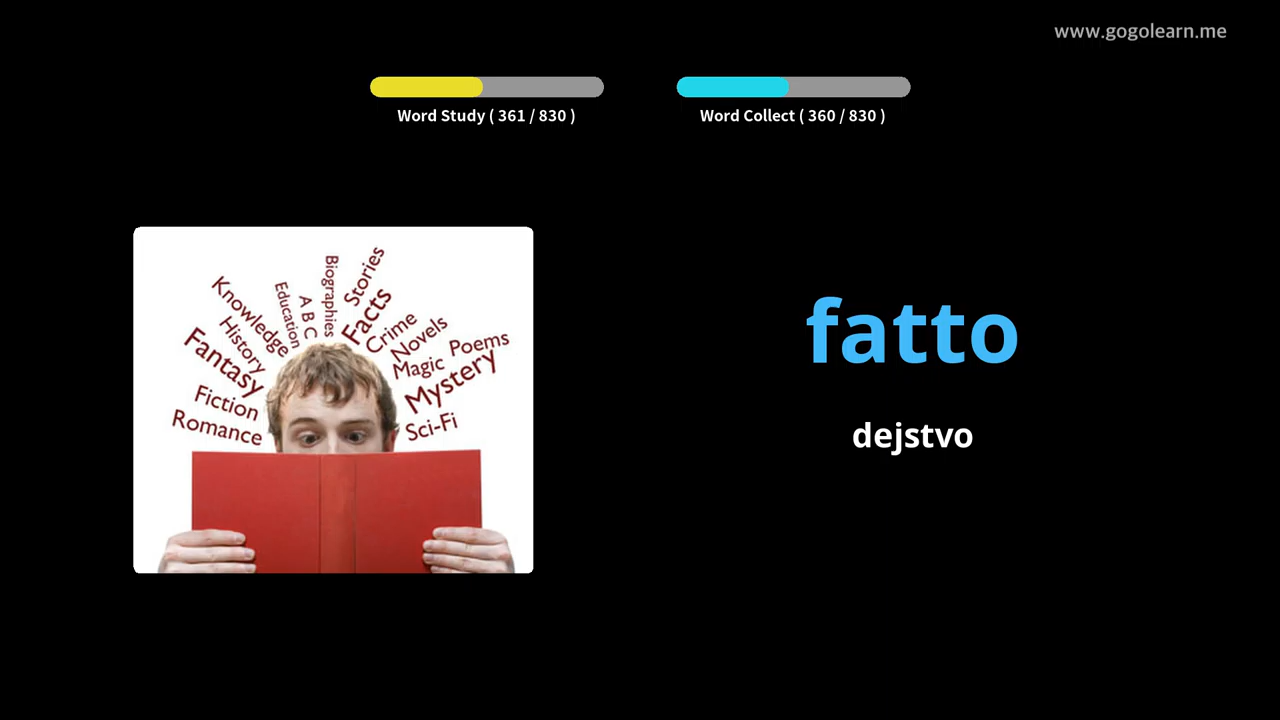 www.gogolearn.me
Word Study ( 361 / 830 )
Word Collect ( 360 / 830 )
Biographies
Stories
Education
A B C
Facts
Knowledge
Crime
History
Novels
Fantasy
Magic
Poems
Mystery
Fiction
Romance
Sci-Fi
fatto
dejstvo